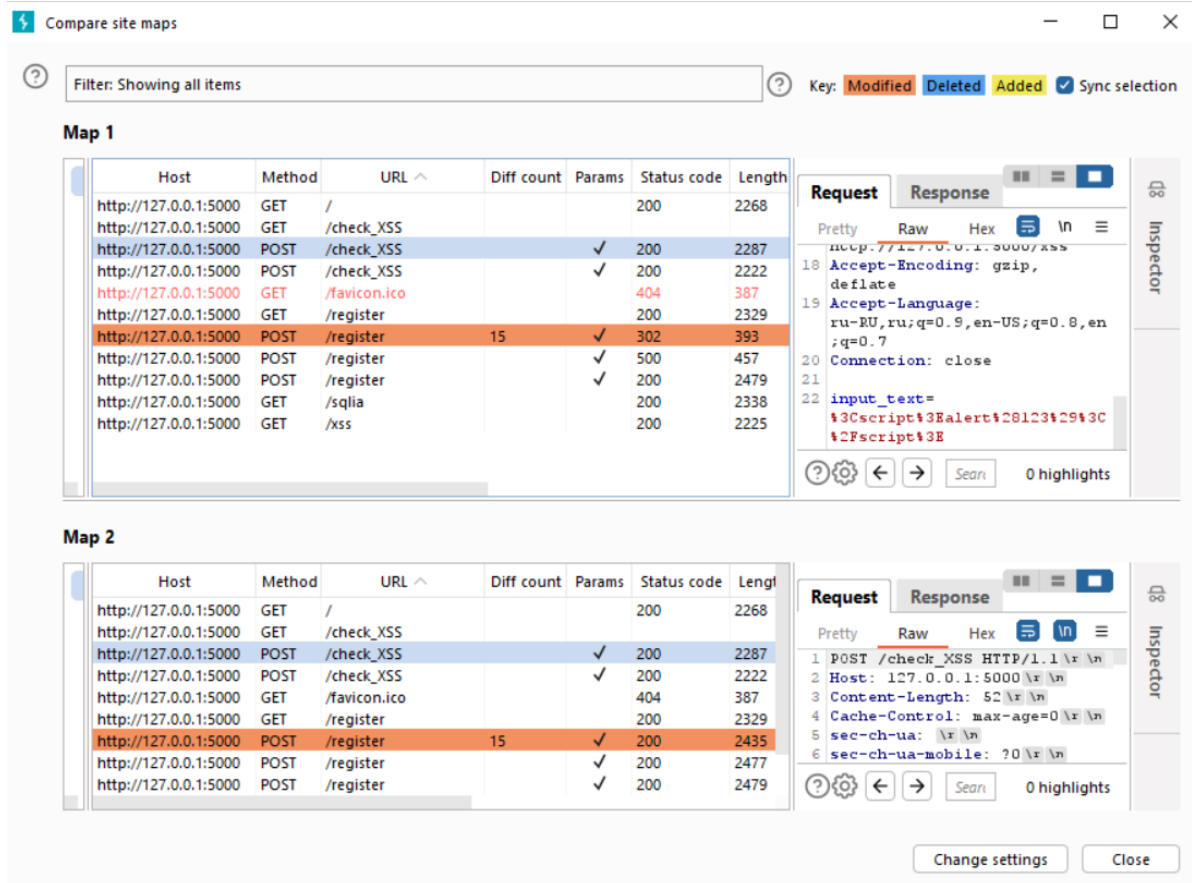 Compare site maps
Filter: Showing all items
Key: Modified Deleted Added Sync selection
Map 1
Host Method URL Diff count Params Status code Length
http://127.0.0.1:5000 GET / 200 2268
http://127.0.0.1:5000 GET /check_XSS
http://127.0.0.1:5000 POST /check_XSS ✓ 200 2287
http://127.0.0.1:5000 POST /check_XSS ✓ 200 2222
http://127.0.0.1:5000 GET /favicon.ico 404 387
http://127.0.0.1:5000 GET /register 200 2329
http://127.0.0.1:5000 POST /register 15 ✓ 302 393
http://127.0.0.1:5000 POST /register ✓ 500 457
http://127.0.0.1:5000 POST /register ✓ 200 2479
http://127.0.0.1:5000 GET /sqlia 200 2338
http://127.0.0.1:5000 GET /xss 200 2225
Request Response
Pretty Raw Hex \n
http://127.0.0.1:5000/xss
18 Accept-Encoding: gzip,
deflate
19 Accept-Language:
ru-RU,ru;q=0.9,en-US;q=0.8,en
;q=0.7
20 Connection: close
21
22 input_text=
%3Cscript%3Ealert%28123%29%3C
%2Fscript%3E
0 highlights
Inspector
Map 2
Host Method URL Diff count Params Status code Lengt
http://127.0.0.1:5000 GET / 200 2268
http://127.0.0.1:5000 GET /check_XSS
http://127.0.0.1:5000 POST /check_XSS ✓ 200 2287
http://127.0.0.1:5000 POST /check_XSS ✓ 200 2222
http://127.0.0.1:5000 GET /favicon.ico 404 387
http://127.0.0.1:5000 GET /register 200 2329
http://127.0.0.1:5000 POST /register 15 ✓ 200 2435
http://127.0.0.1:5000 POST /register ✓ 200 2477
http://127.0.0.1:5000 POST /register ✓ 200 2479
Request Response
Pretty Raw Hex \n
1 POST /check_XSS HTTP/1.1 \r \n
2 Host: 127.0.0.1:5000 \r \n
3 Content-Length: 52 \r \n
4 Cache-Control: max-age=0 \r \n
5 sec-ch-ua: \r \n
6 sec-ch-ua-mobile: ?0 \r \n
0 highlights
Inspector
Change settings Close